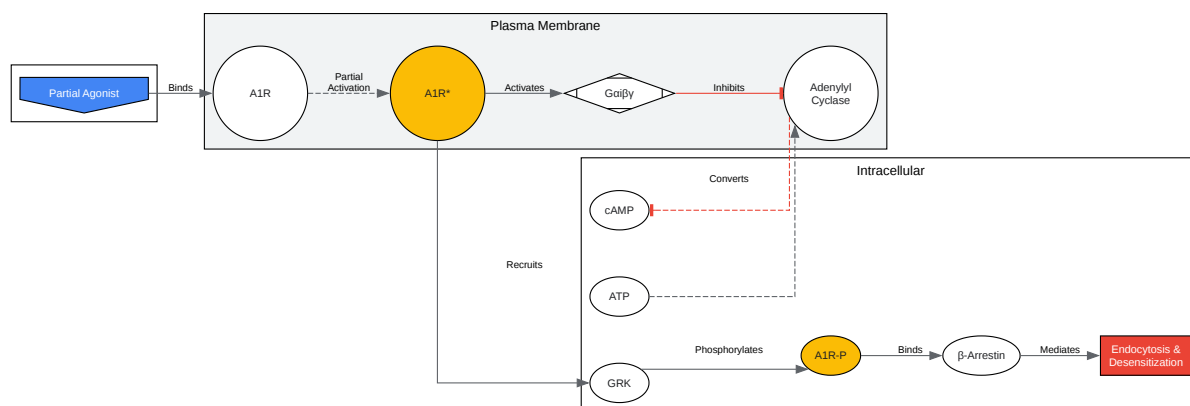 Plasma Membrane
Partial Agonist
Binds
A1R
Partial
Activation
A1R*
Activates
Gαiβγ
Inhibits
Adenylyl
Cyclase
Intracellular
Converts
cAMP
Recruits
ATP
GRK
Phosphorylates
A1R-P
Binds
β-Arrestin
Mediates
Endocytosis &
Desensitization